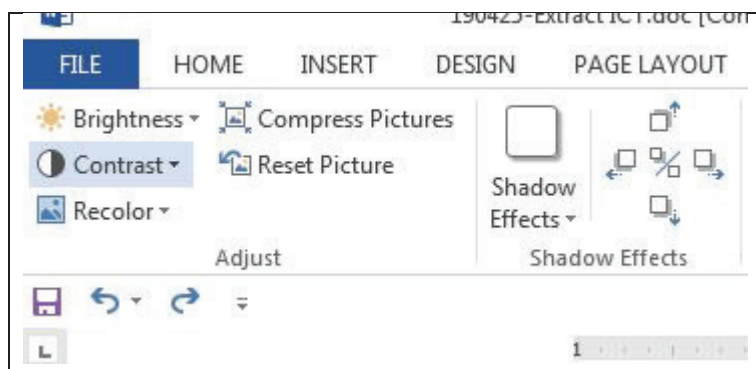 190425-Extract ICT.doc [Con
FILE HOME INSERT DESIGN PAGE LAYOUT
Brightness Compress Pictures
Contrast Reset Picture
Recolor
Shadow
Effects
Adjust Shadow Effects
L 1